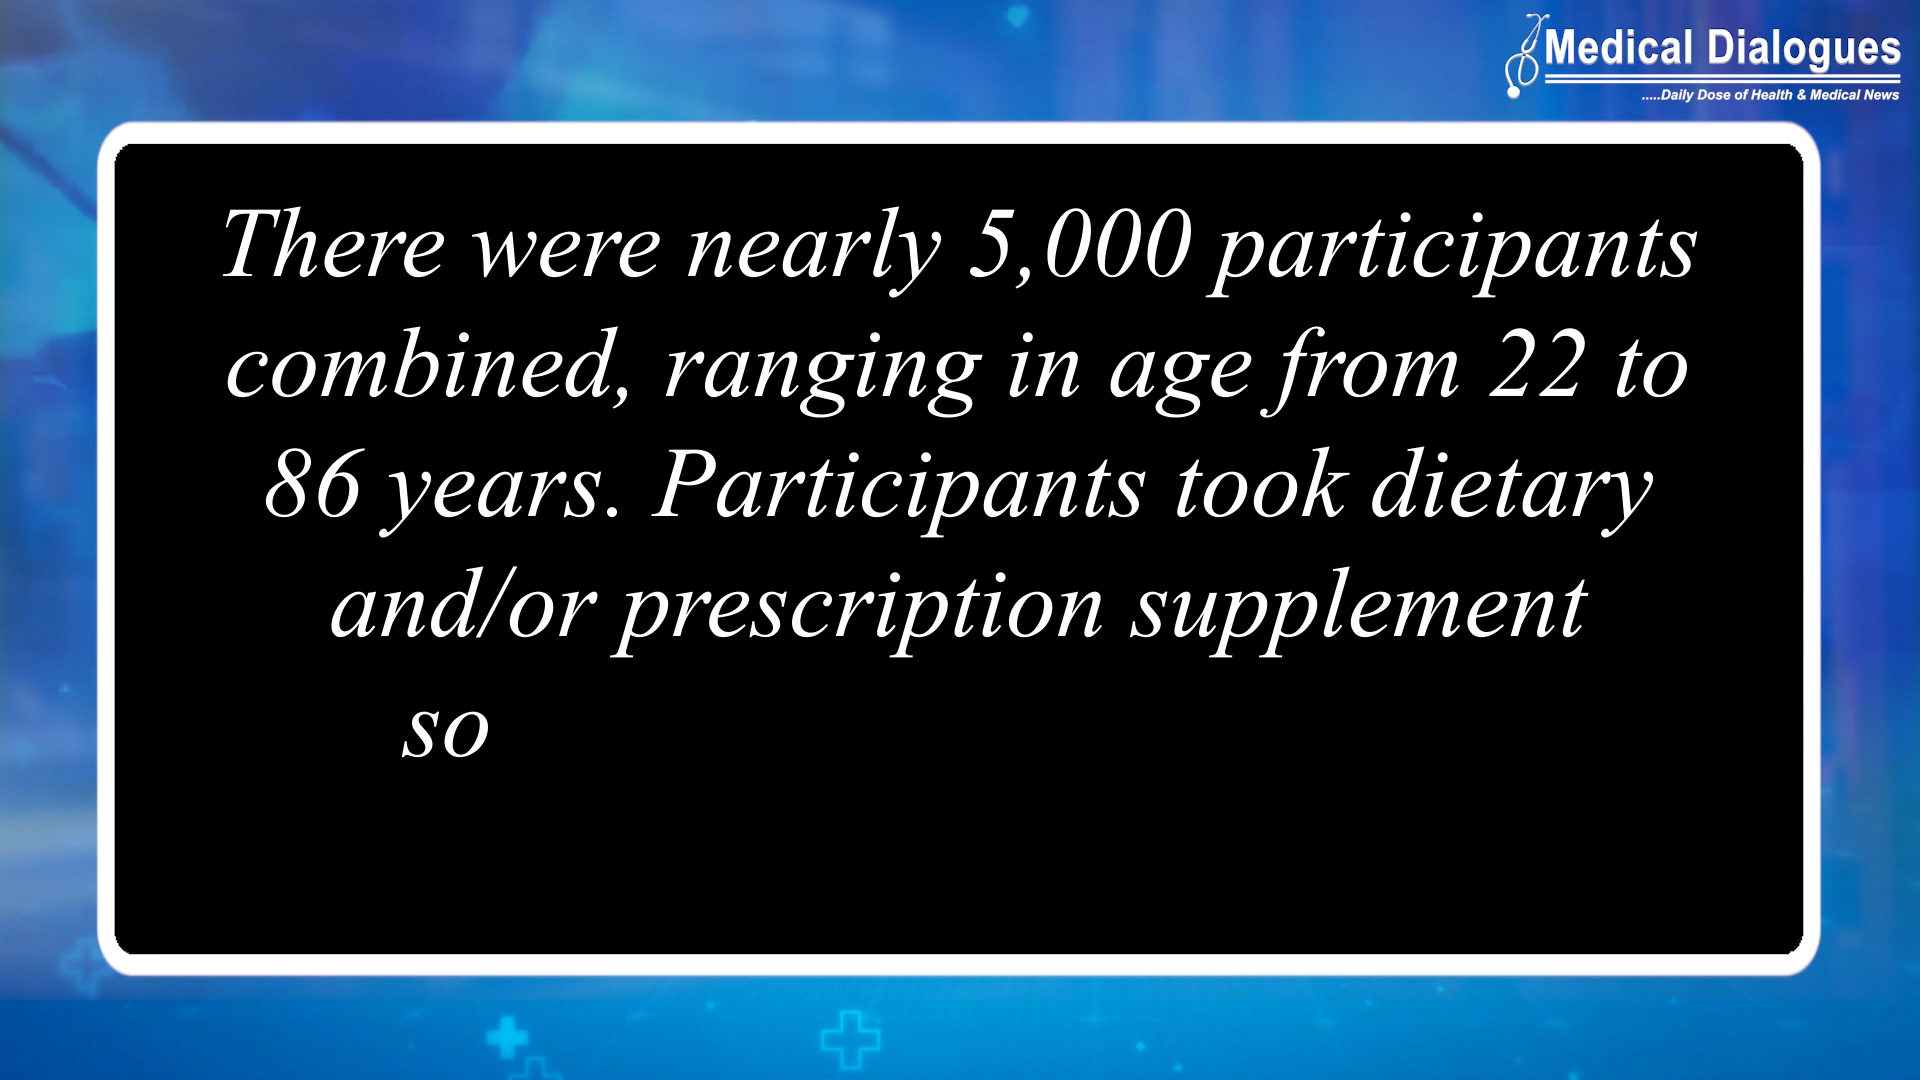 Medical Dialogues
.....Daily Dose of Health & Medical News
There were nearly 5,000 participants
combined, ranging in age from 22 to
86 years. Participants took dietary
and/or prescription supplement
so